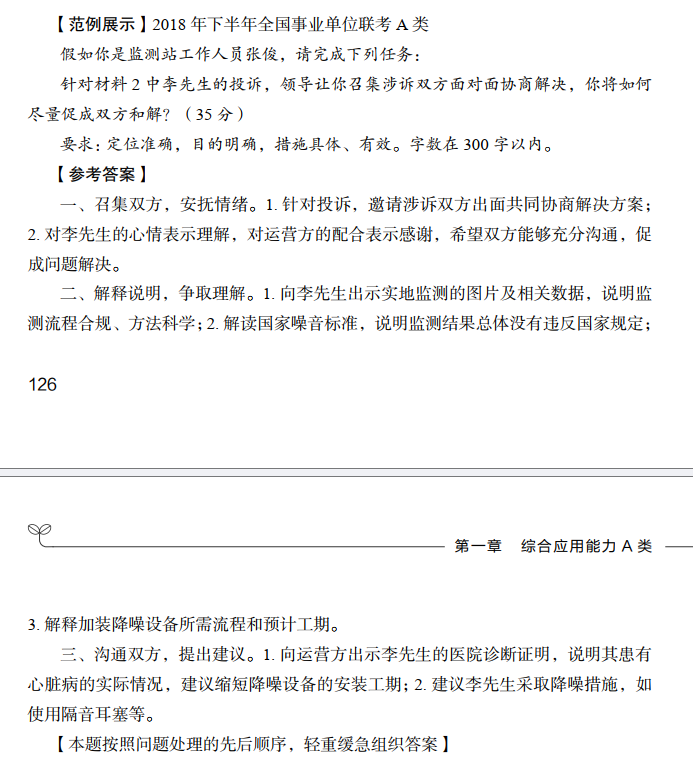 【范例展示】2018 年下半年全国事业单位联考 A 类
假如你是监测站工作人员张俊，请完成下列任务：
针对材料 2 中李先生的投诉，领导让你召集涉诉双方面对面协商解决，你将如何
尽量促成双方和解？（35 分）
要求：定位准确，目的明确，措施具体、有效。字数在 300 字以内。
【参考答案】
一、召集双方，安抚情绪。1. 针对投诉，邀请涉诉双方出面共同协商解决方案；
2. 对李先生的心情表示理解，对运营方的配合表示感谢，希望双方能够充分沟通，促
成问题解决。
二、解释说明，争取理解。1. 向李先生出示实地监测的图片及相关数据，说明监
测流程合规、方法科学；2. 解读国家噪音标准，说明监测结果总体没有违反国家规定；
126
第一章 综合应用能力 A 类
3. 解释加装降噪设备所需流程和预计工期。
三、沟通双方，提出建议。1. 向运营方出示李先生的医院诊断证明，说明其患有
心脏病的实际情况，建议缩短降噪设备的安装工期；2. 建议李先生采取降噪措施，如
使用隔音耳塞等。
【本题按照问题处理的先后顺序，轻重缓急组织答案】